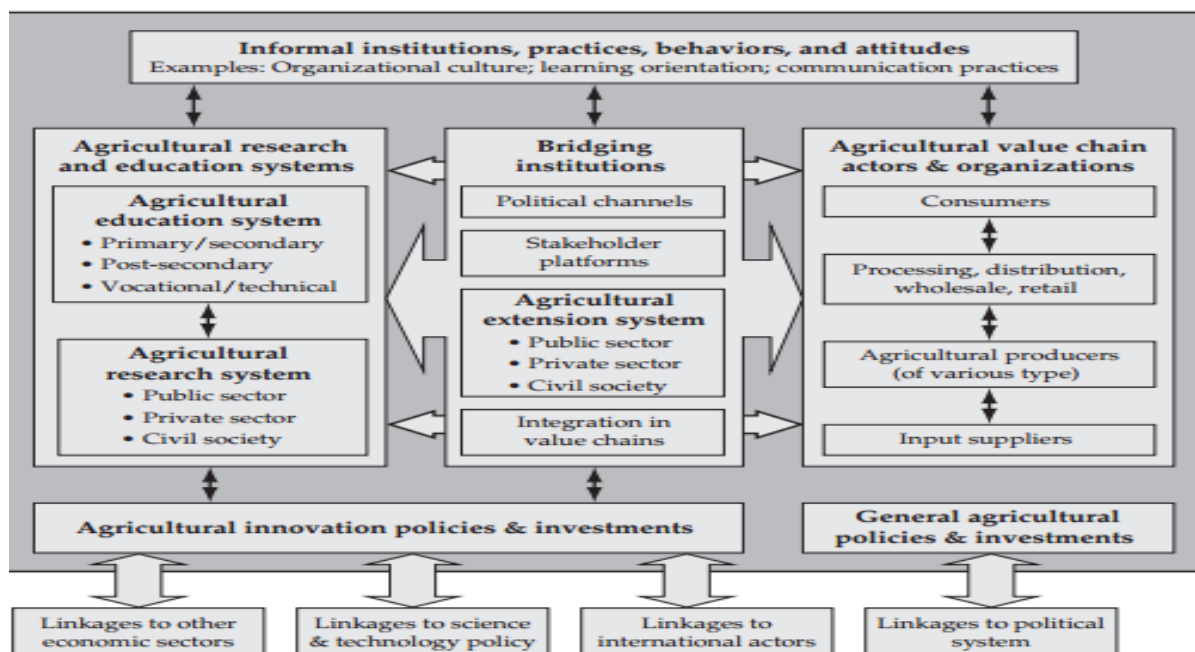 Informal institutions, practices, behaviors, and attitudes
Examples: Organizational culture; learning orientation; communication practices
Agricultural research
and education systems
Agricultural
education system
• Primary/secondary
• Post-secondary
• Vocational/technical
Agricultural
research system
• Public sector
• Private sector
• Civil society
Bridging
institutions
Political channels
Stakeholder
platforms
Agricultural
extension system
• Public sector
• Private sector
• Civil society
Integration in
value chains
Agricultural value chain
actors & organizations
Consumers
Processing, distribution,
wholesale, retail
Agricultural producers
(of various type)
Input suppliers
Agricultural innovation policies & investments
General agricultural
policies & investments
Linkages to other
economic sectors
Linkages to science
& technology policy
Linkages to
international actors
Linkages to political
system